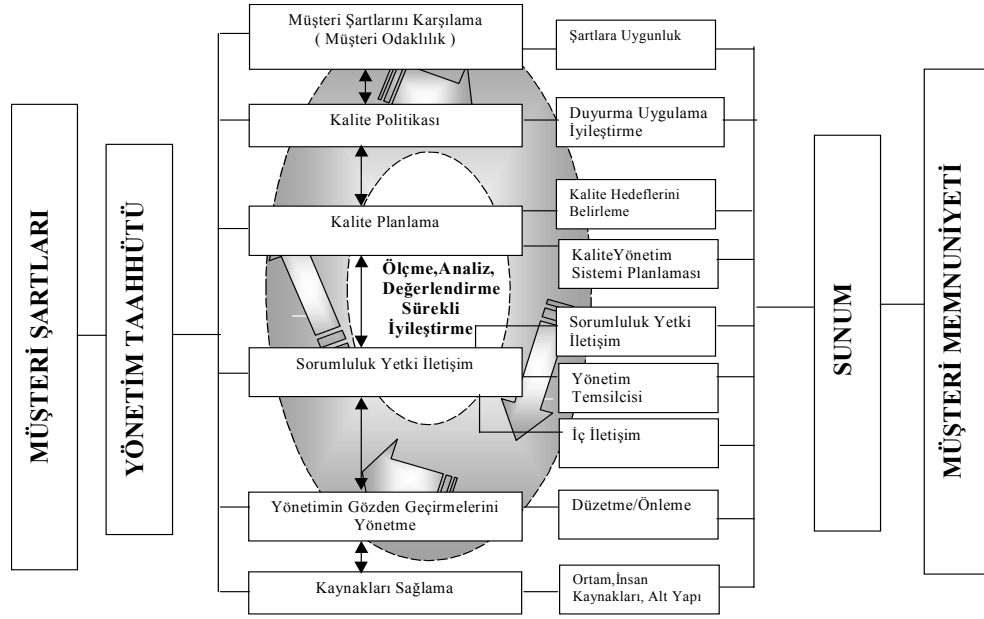 MÜŞTERİ ŞARTLARI
YÖNETİM TAAHHÜTÜ
Müşteri Şartlarını Karşılama
( Müşteri Odaklılık )
Kalite Politikası
Kalite Planlama
Ölçme,Analiz,
Değerlendirme
Sürekli
İyileştirme
Sorumluluk Yetki İletişim
Yönetimin Gözden Geçirmelerini
Yönetme
Kaynakları Sağlama
Şartlara Uygunluk
Duyurma Uygulama
İyileştirme
Kalite Hedeflerini
Belirleme
KaliteYönetim
Sistemi Planlaması
Sorumluluk Yetki
İletişim
Yönetim
Temsilcisi
İç İletişim
Düzetme/Önleme
Ortam,İnsan
Kaynakları, Alt Yapı
SUNUM
MÜŞTERİ MEMNUNİYETİ